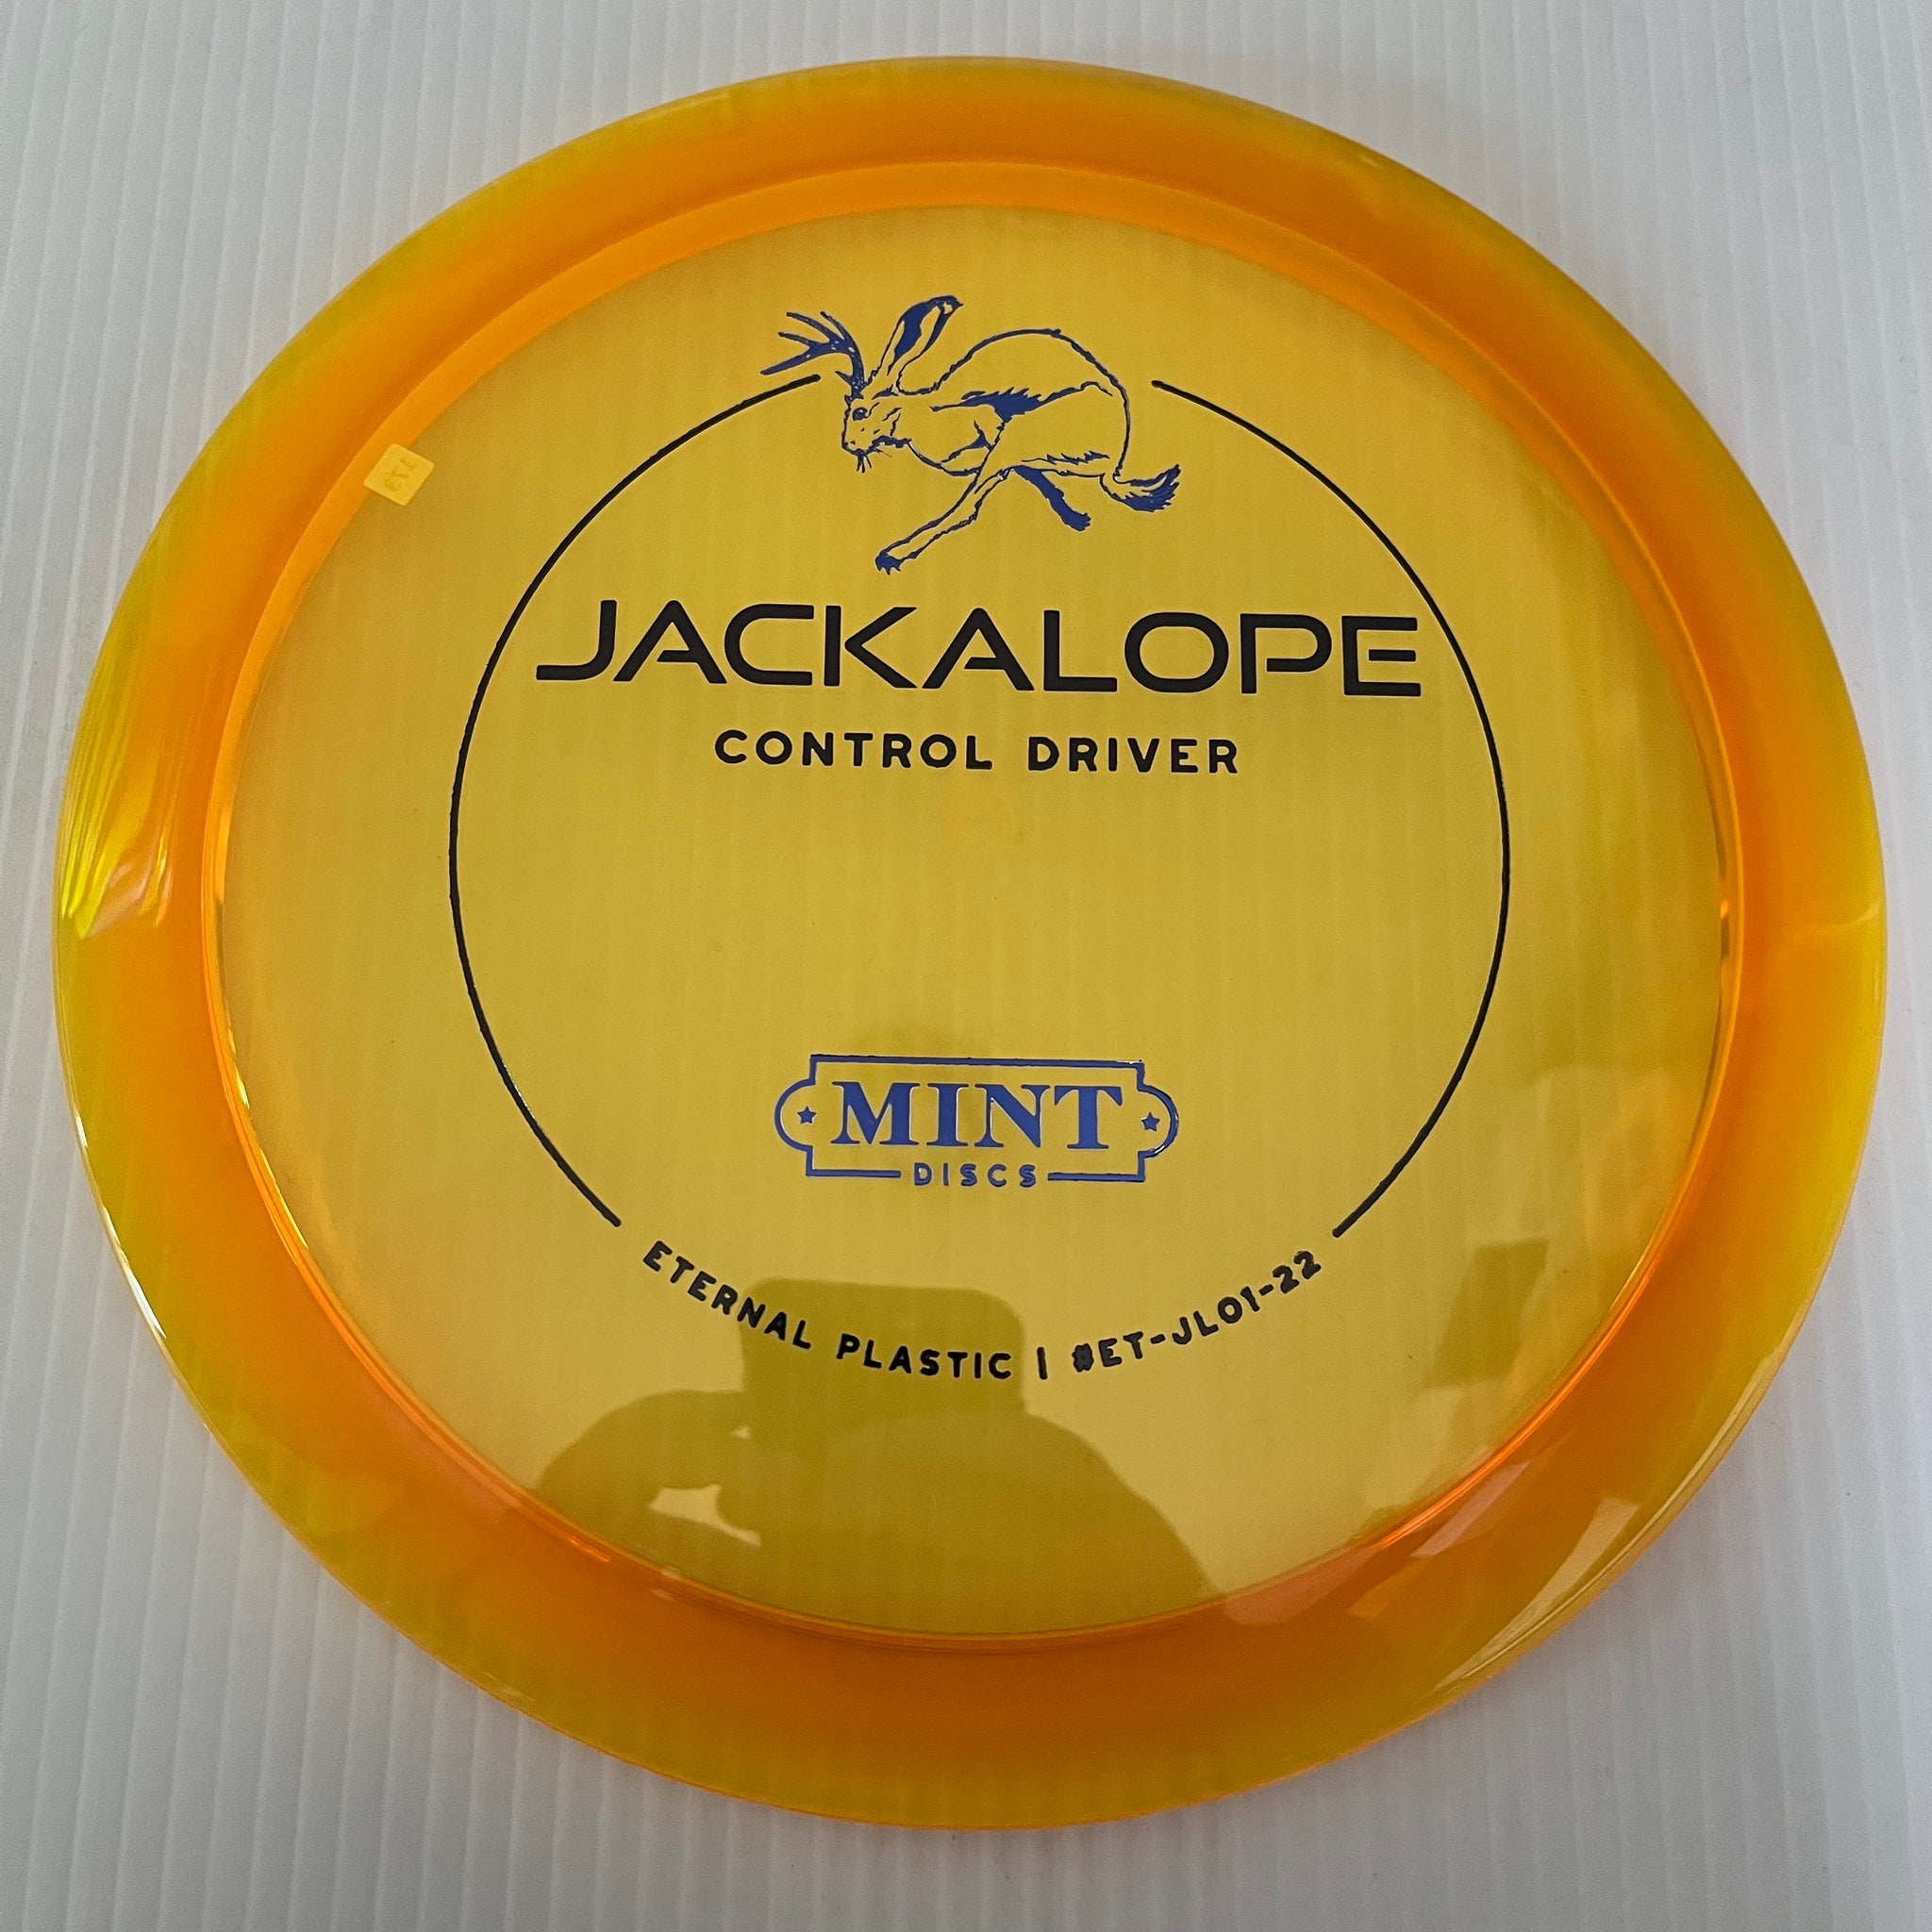 JACKALOPE
CONTROL DRIVER
MINT
DISCS
ETERNAL PLASTIC | #ET-JL01-22